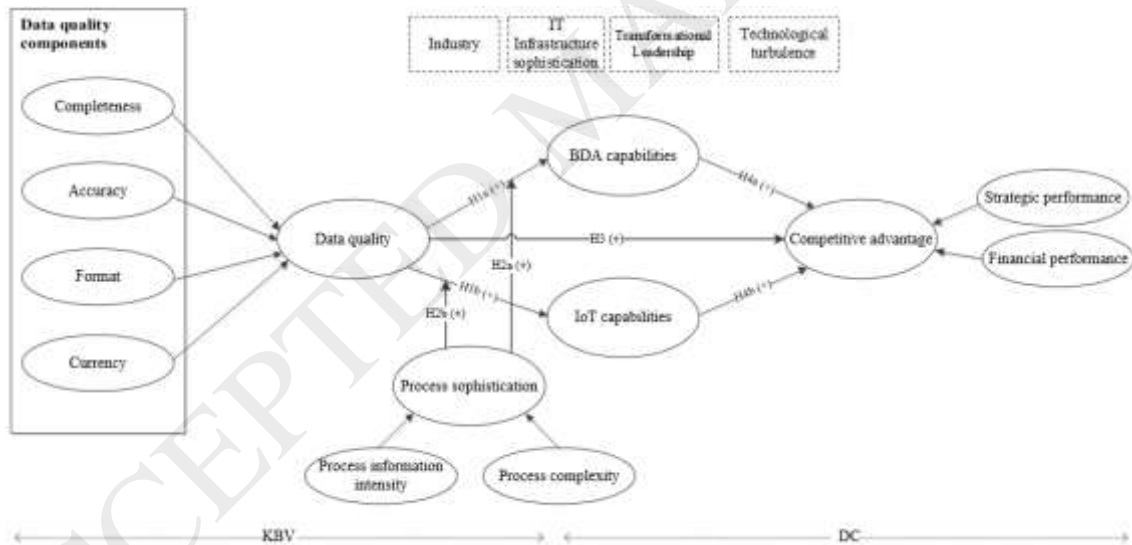 Data quality
components
Industry
IT
Infrastructure
sophistication
Transformational
Leadership
Technological
turbulence
Completeness
Accuracy
Format
Currency
Data quality
BDA capabilities
IoT capabilities
Competitive advantage
Strategic performance
Financial performance
H1a (+)
H4a (+)
H3 (+)
H2a (+)
H1b (+)
H4b (+)
H2b (+)
Process sophistication
Process information
intensity
Process complexity
KBV
DC
CEPTED MA